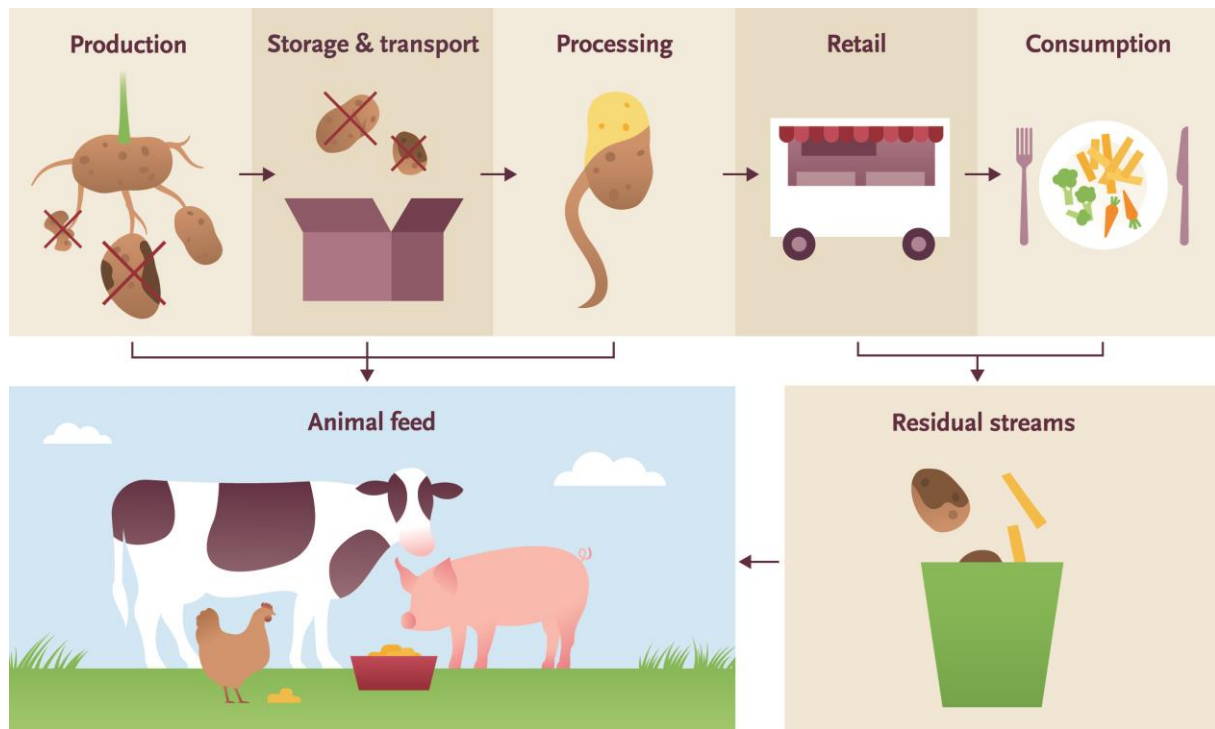 Production
Storage & transport
Processing
Retail
Consumption
Animal feed
Residual streams